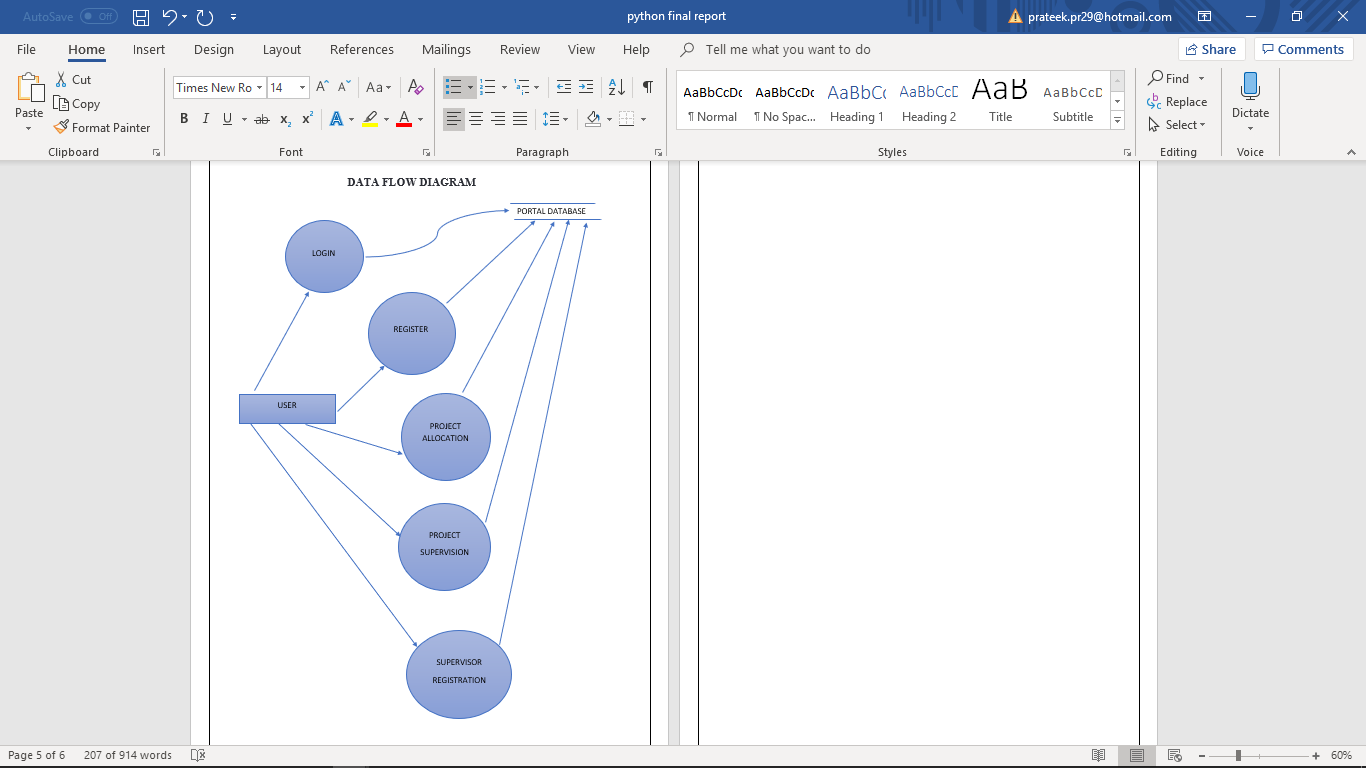 AutoSave Off
python final report
prateek.pr29@hotmail.com
File Home Insert Design Layout References Mailings Review View Help Tell me what you want to do
Share Comments
Paste
Cut
Copy
Format Painter
Clipboard
Times New Ro 14
Aa
B I U ab x₂ x²
A A
Font
Paragraph
AaBbCcDc AaBbCcDc AaBbCc AaBbCcD AaB AaBbCcD
¶ Normal ¶ No Spac... Heading 1 Heading 2 Title Subtitle
Styles
Find
Replace
Select
Editing
Dictate
Voice
DATA FLOW DIAGRAM
PORTAL DATABASE
LOGIN
REGISTER
USER
PROJECT
ALLOCATION
PROJECT
SUPERVISION
SUPERVISOR
REGISTRATION
Page 5 of 6 207 of 914 words
60%